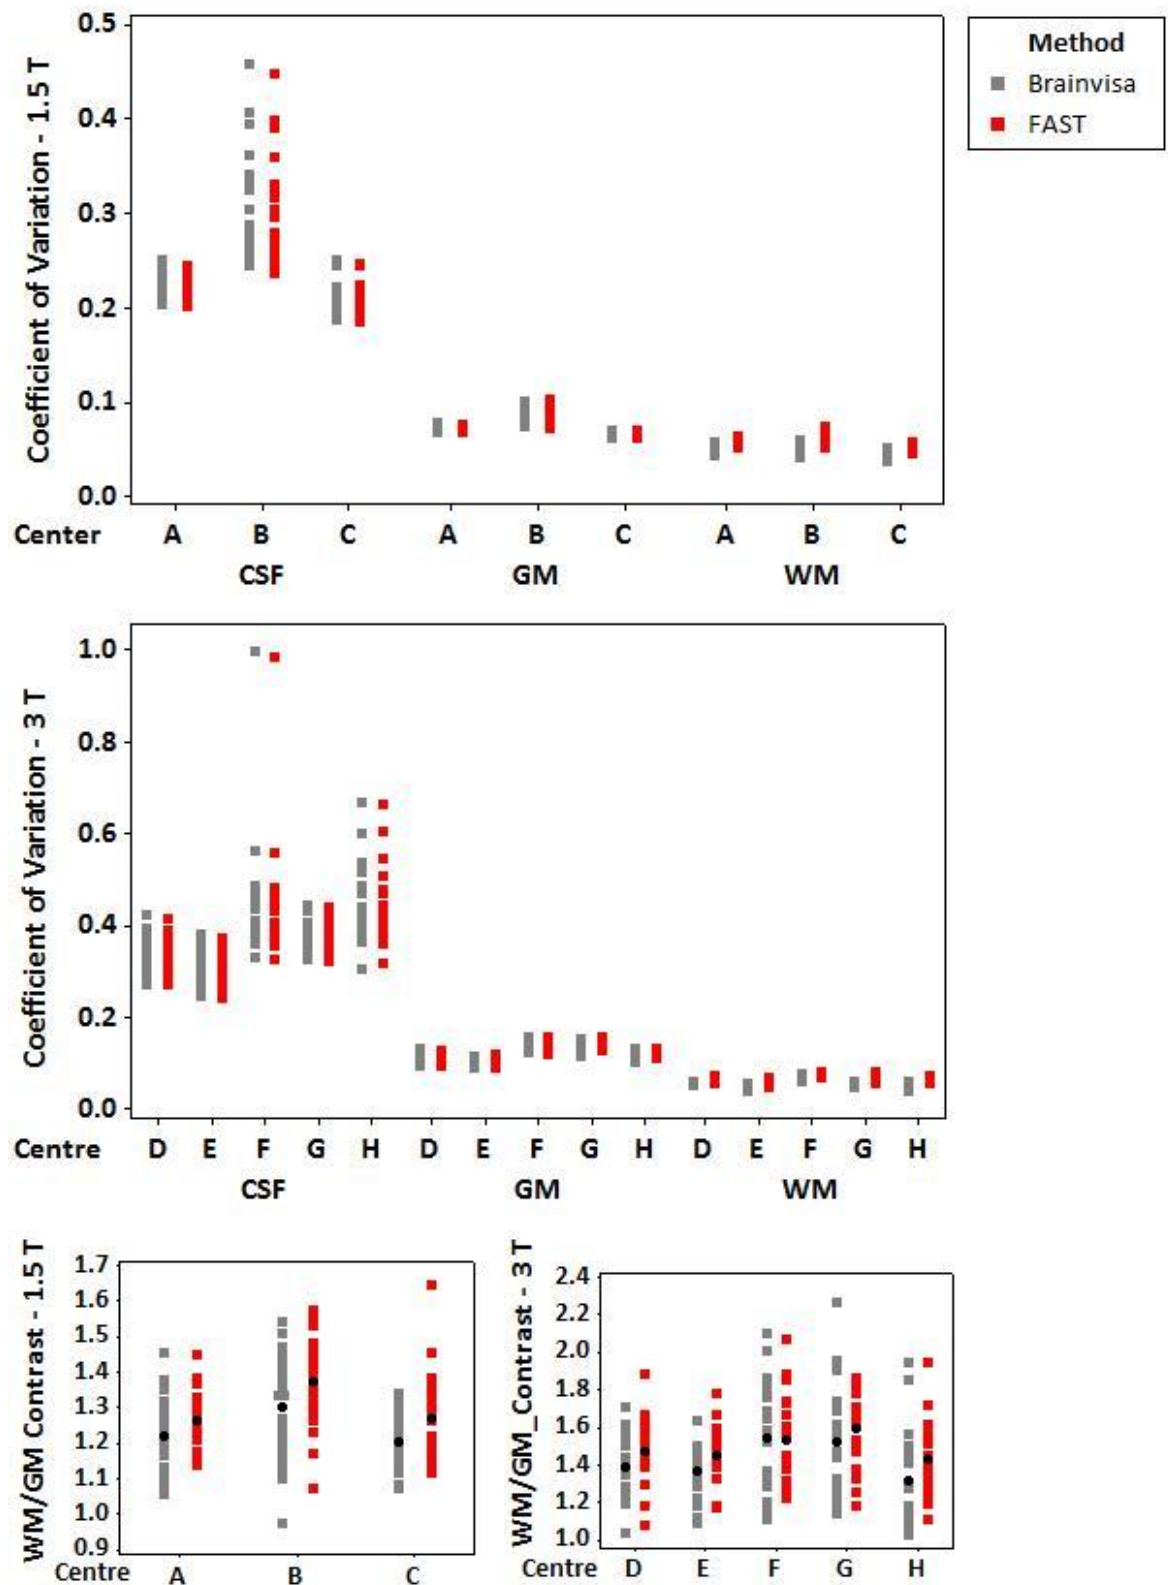 Coefficient of Variation - 1.5 T
0.5
0.4
0.3
0.2
0.1
0.0
Method
Brainvisa
FAST
Center A B C A B C A B C
CSF GM WM
Coefficient of Variation - 3 T
1.0
0.8
0.6
0.4
0.2
0.0
Centre D E F G H D E F G H D E F G H
CSF GM WM
WM/GM Contrast - 1.5 T
1.7
1.6
1.5
1.4
1.3
1.2
1.1
1.0
0.9
Centre A B C
WM/GM_Contrast - 3 T
2.4
2.2
2.0
1.8
1.6
1.4
1.2
1.0
Centre D E F G H